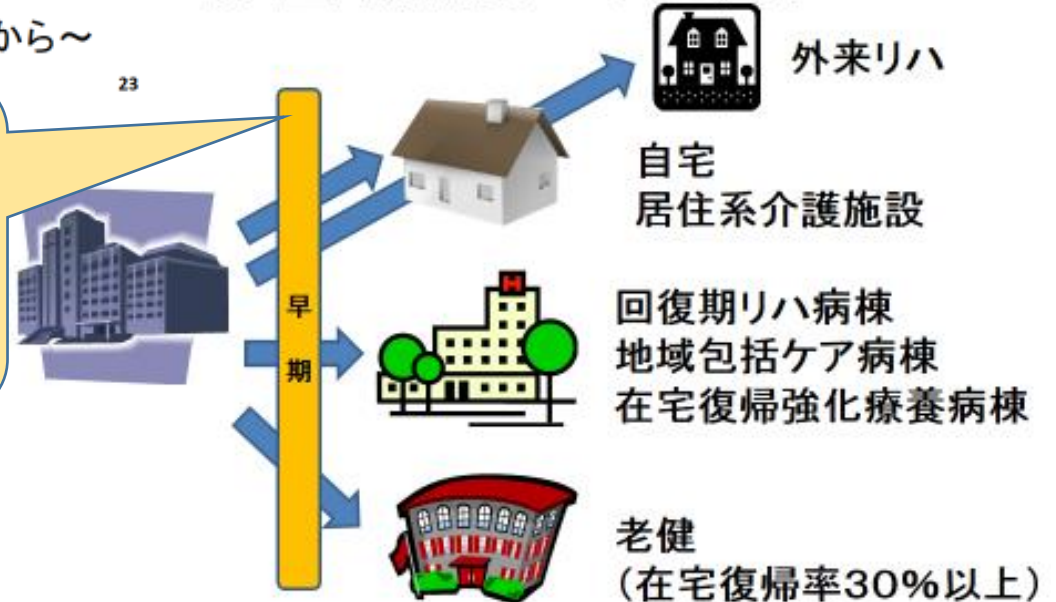 から～
23
外来リハ
自宅
居住系介護施設
早
期
H
回復期リハ病棟
地域包括ケア病棟
在宅復帰強化療養病棟
老健
(在宅復帰率30%以上)